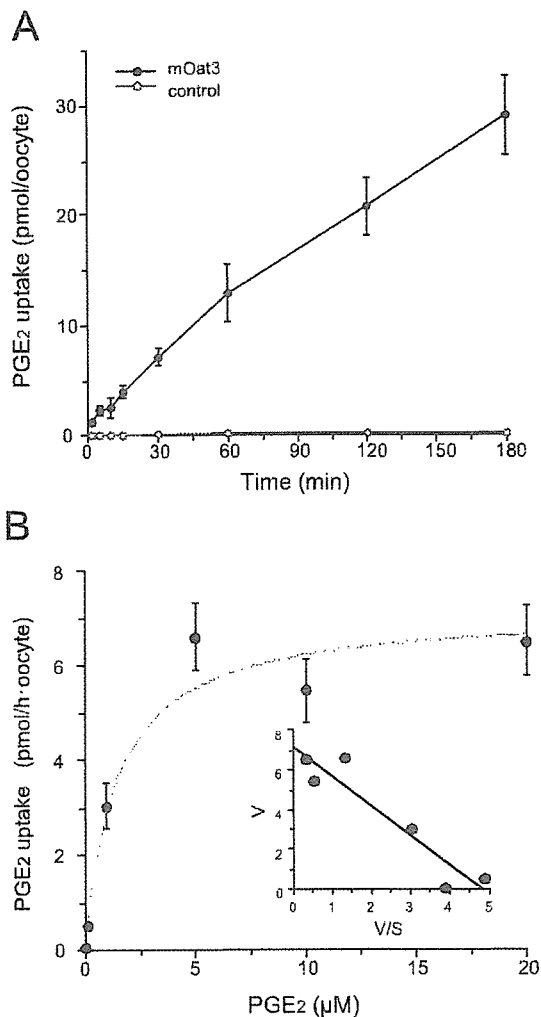 A
PGE2 uptake (pmol/oocyte)
mOat3
control
30
20
10
0
0 30 60 90 120 150 180
Time (min)
B
PGE2 uptake (pmol/h·oocyte)
8
6
4
2
0
0 5 10 15 20
PGE2 (µM)
V
8
6
4
2
0
0 1 2 3 4 5
V/S